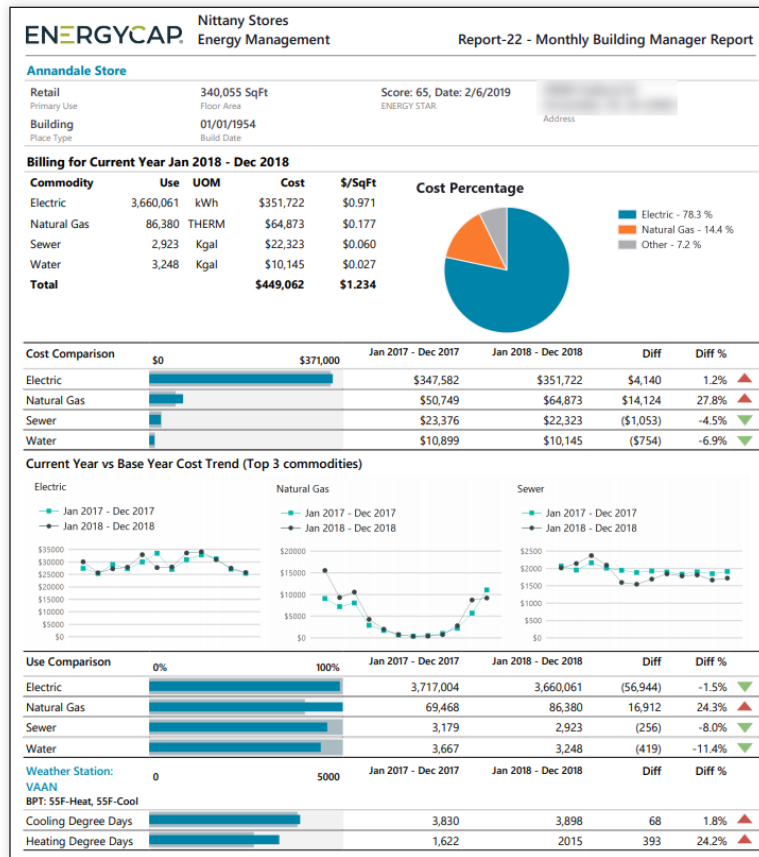 ENERGYCAP.
Nittany Stores
Energy Management
Report-22 - Monthly Building Manager Report
Annandale Store
Retail 340,055 SqFt Score: 65, Date: 2/6/2019
Primary Use Floor Area ENERGY STAR
Address
Building 01/01/1954
Place Type Build Date
Billing for Current Year Jan 2018 - Dec 2018
Commodity Use UOM Cost $/SqFt
Electric 3,660,061 kWh $351,722 $0.971
Natural Gas 86,380 THERM $64,873 $0.177
Sewer 2,923 Kgal $22,323 $0.060
Water 3,248 Kgal $10,145 $0.027
Total $449,062 $1.234
Cost Percentage
Electric - 78.3 %
Natural Gas - 14.4 %
Other - 7.2 %
Cost Comparison $0 $371,000 Jan 2017 - Dec 2017 Jan 2018 - Dec 2018 Diff Diff %
Electric $347,582 $351,722 $4,140 1.2%
Natural Gas $50,749 $64,873 $14,124 27.8%
Sewer $23,376 $22,323 ($1,053) -4.5%
Water $10,899 $10,145 ($754) -6.9%
Current Year vs Base Year Cost Trend (Top 3 commodities)
Electric
Jan 2017 - Dec 2017
Jan 2018 - Dec 2018
$35000
$30000
$25000
$20000
$15000
$10000
$5000
$0
Natural Gas
Jan 2017 - Dec 2017
Jan 2018 - Dec 2018
$20000
$15000
$10000
$5000
$0
Sewer
Jan 2017 - Dec 2017
Jan 2018 - Dec 2018
$2500
$2000
$1500
$1000
$500
$0
Use Comparison 0% 100% Jan 2017 - Dec 2017 Jan 2018 - Dec 2018 Diff Diff %
Electric 3,717,004 3,660,061 (56,944) -1.5%
Natural Gas 69,468 86,380 16,912 24.3%
Sewer 3,179 2,923 (256) -8.0%
Water 3,667 3,248 (419) -11.4%
Weather Station: 0 5000 Jan 2017 - Dec 2017 Jan 2018 - Dec 2018 Diff Diff %
VAAN
BPT: 55F-Heat, 55F-Cool
Cooling Degree Days 3,830 3,898 68 1.8%
Heating Degree Days 1,622 2015 393 24.2%